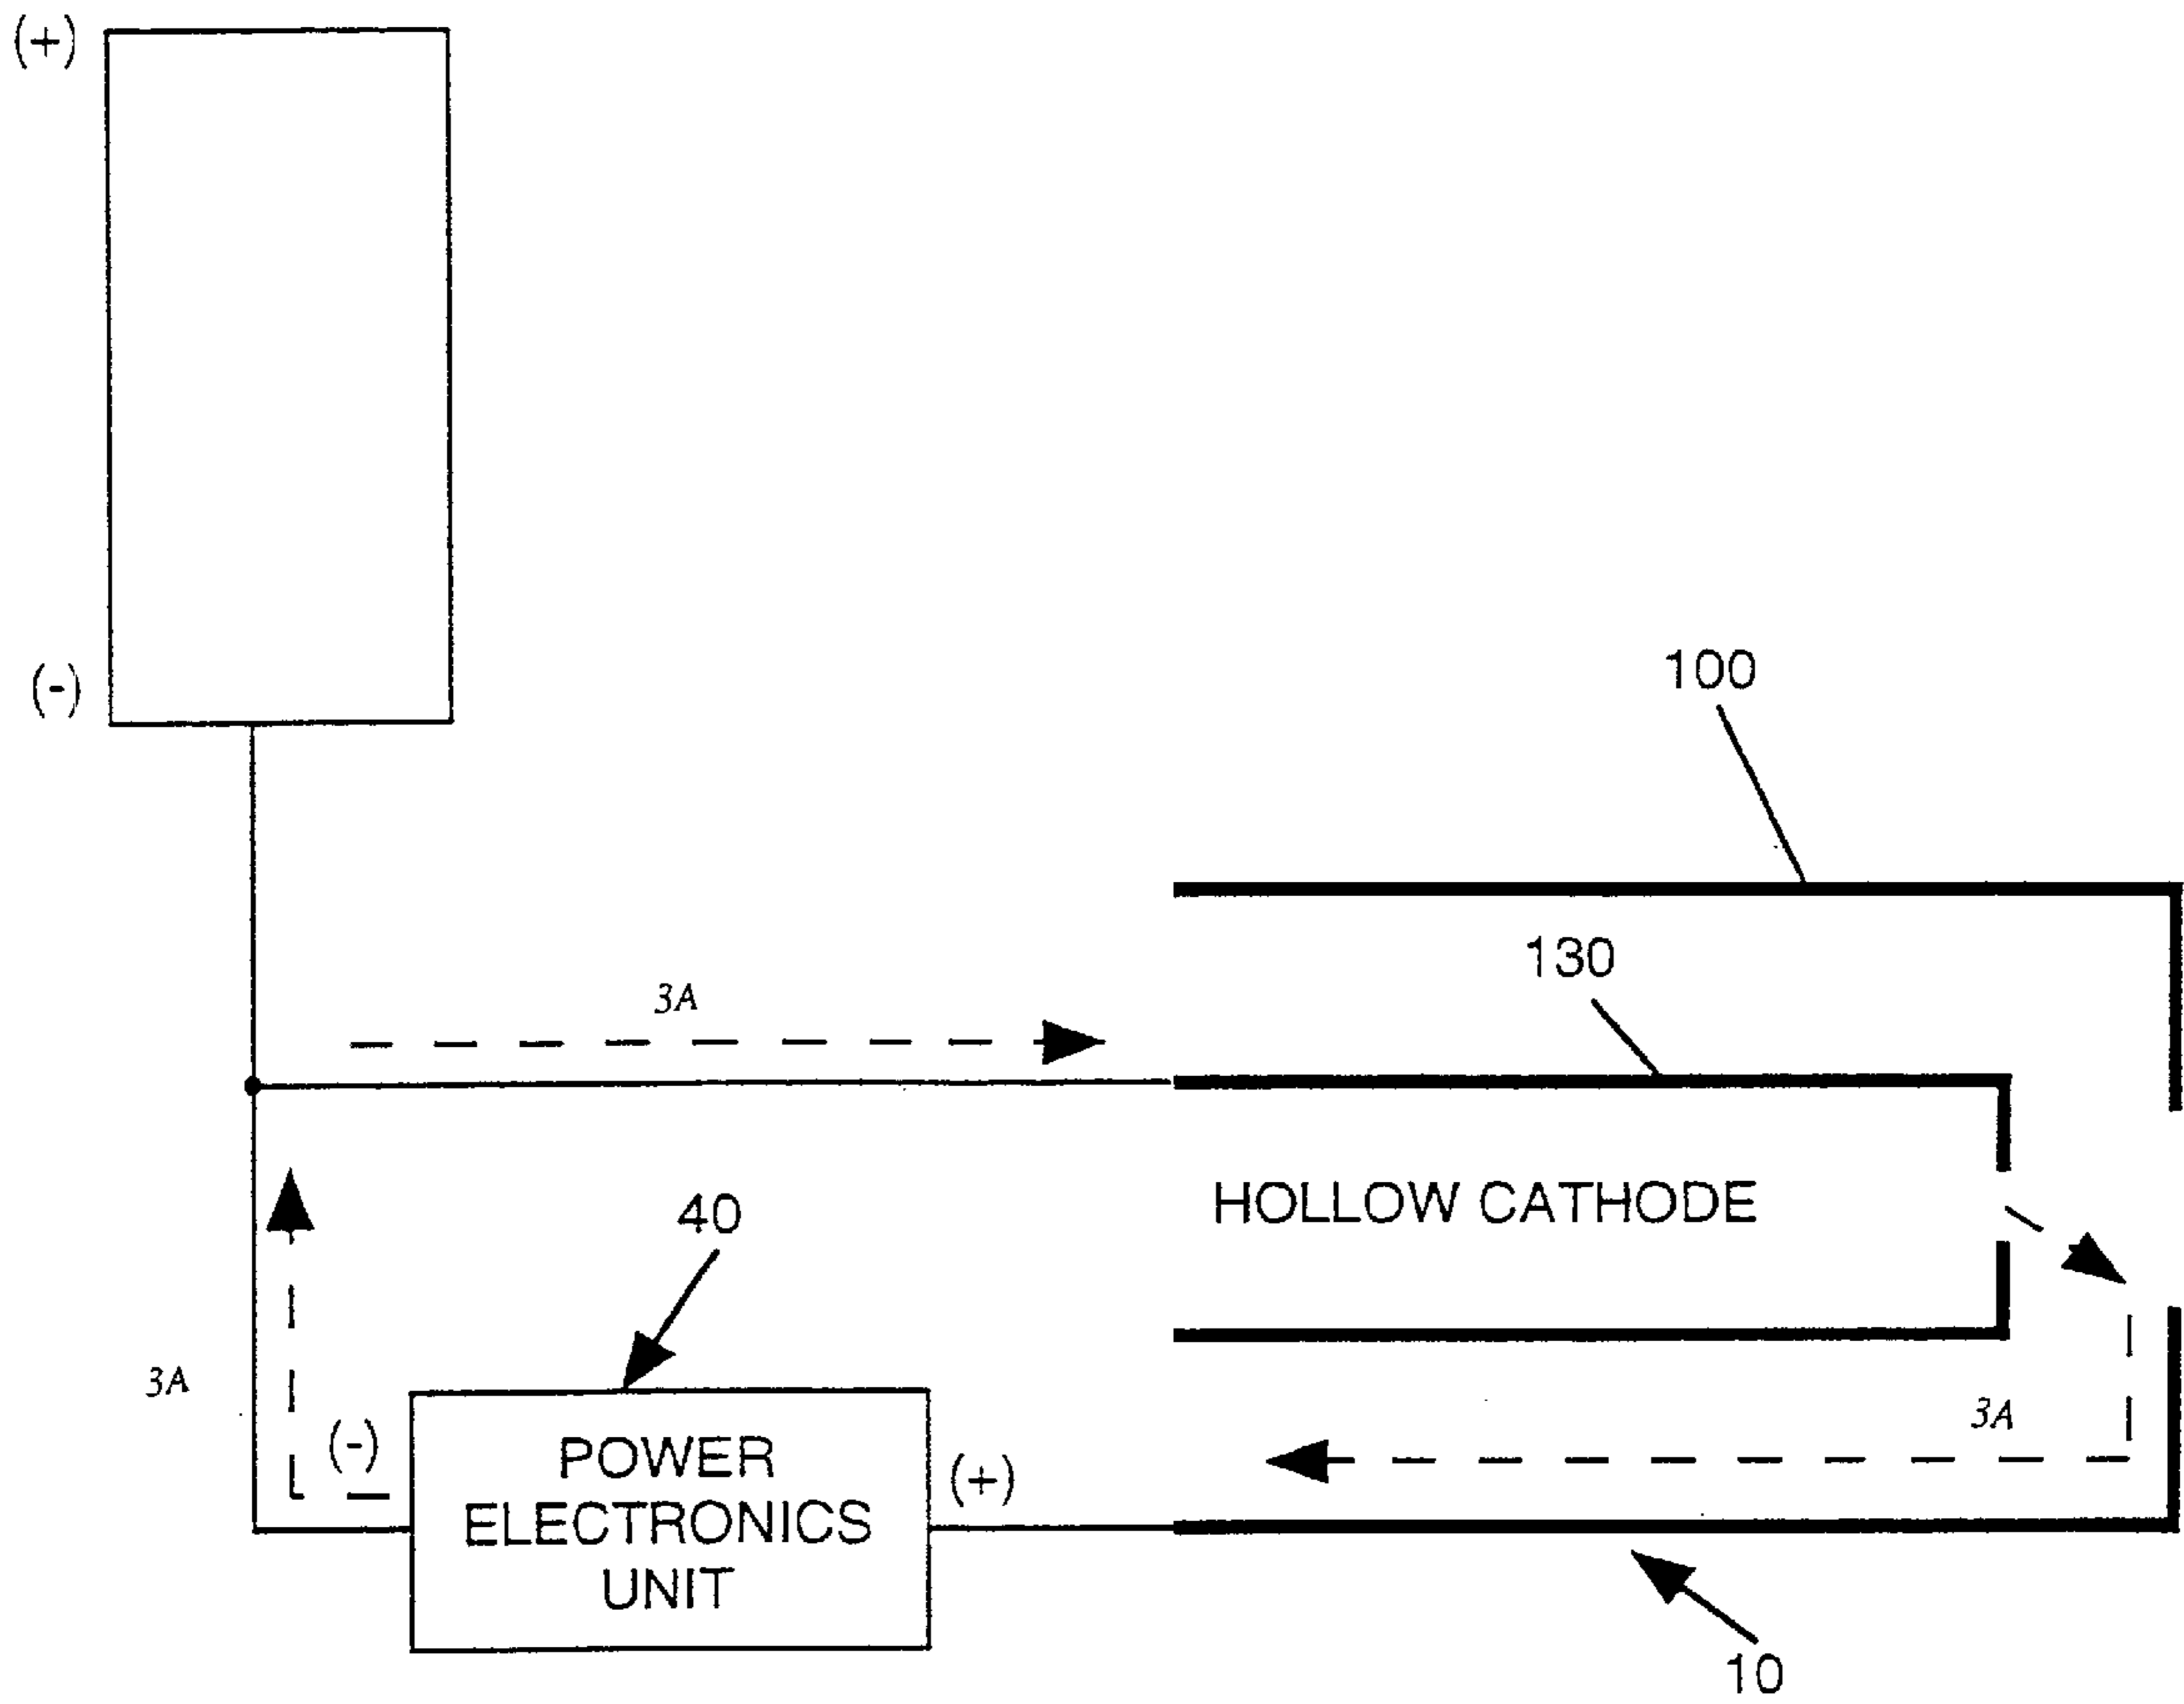 (+)
(-)
100
130
3A
HOLLOW CATHODE
40
3A
(-)
POWER
ELECTRONICS
UNIT
(+)
3A
10